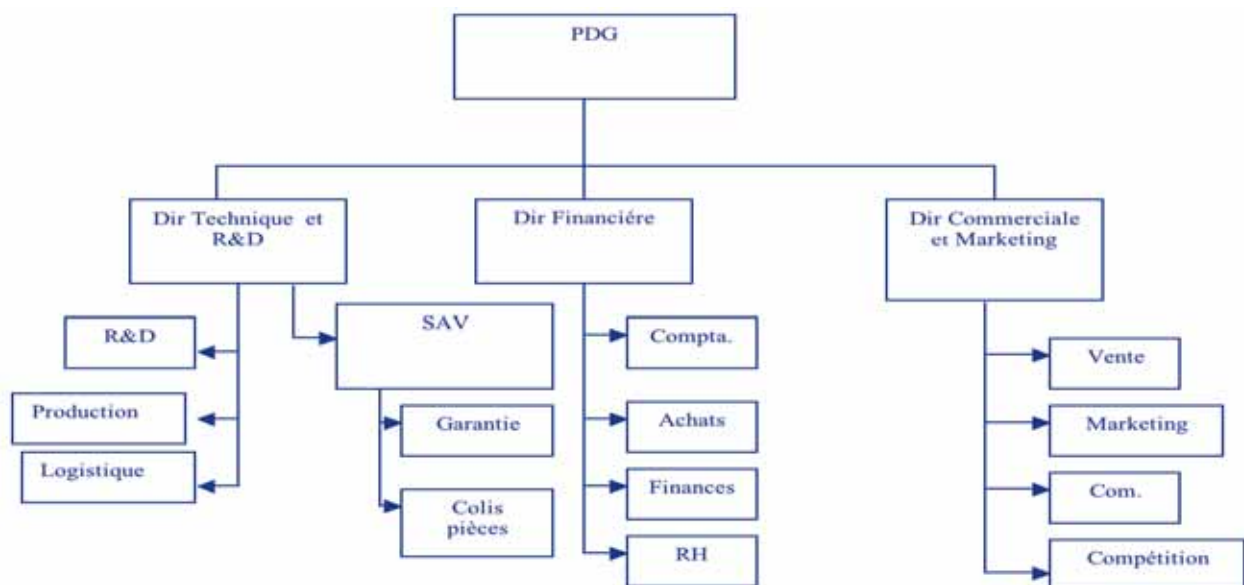 PDG
Dir Technique et
R&D
Dir Financiére
Dir Commerciale
et Marketing
R&D
Production
Logistique
SAV
Garantie
Colis
pièces
Compta.
Achats
Finances
RH
Vente
Marketing
Com.
Compétition